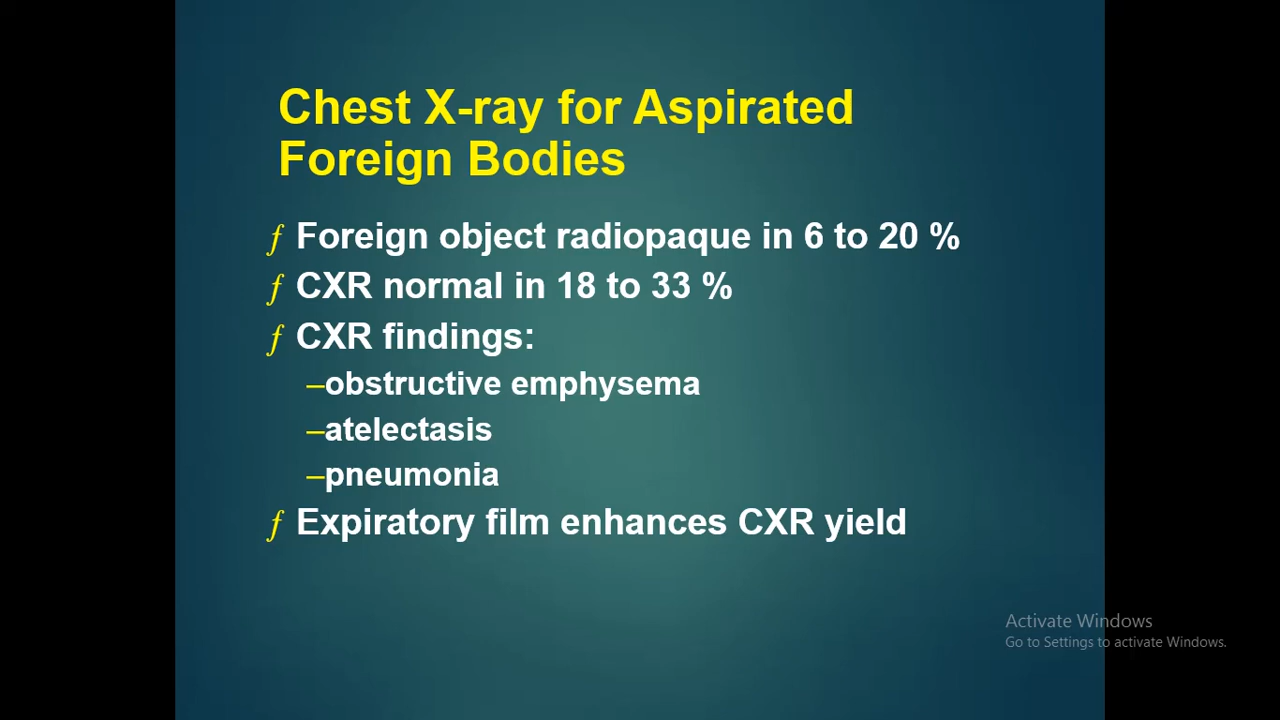 Chest X-ray for Aspirated
Foreign Bodies
ƒ Foreign object radiopaque in 6 to 20 %
ƒ CXR normal in 18 to 33 %
ƒ CXR findings:
–obstructive emphysema
–atelectasis
–pneumonia
ƒ Expiratory film enhances CXR yield
Activate Windows
Go to Settings to activate Windows.